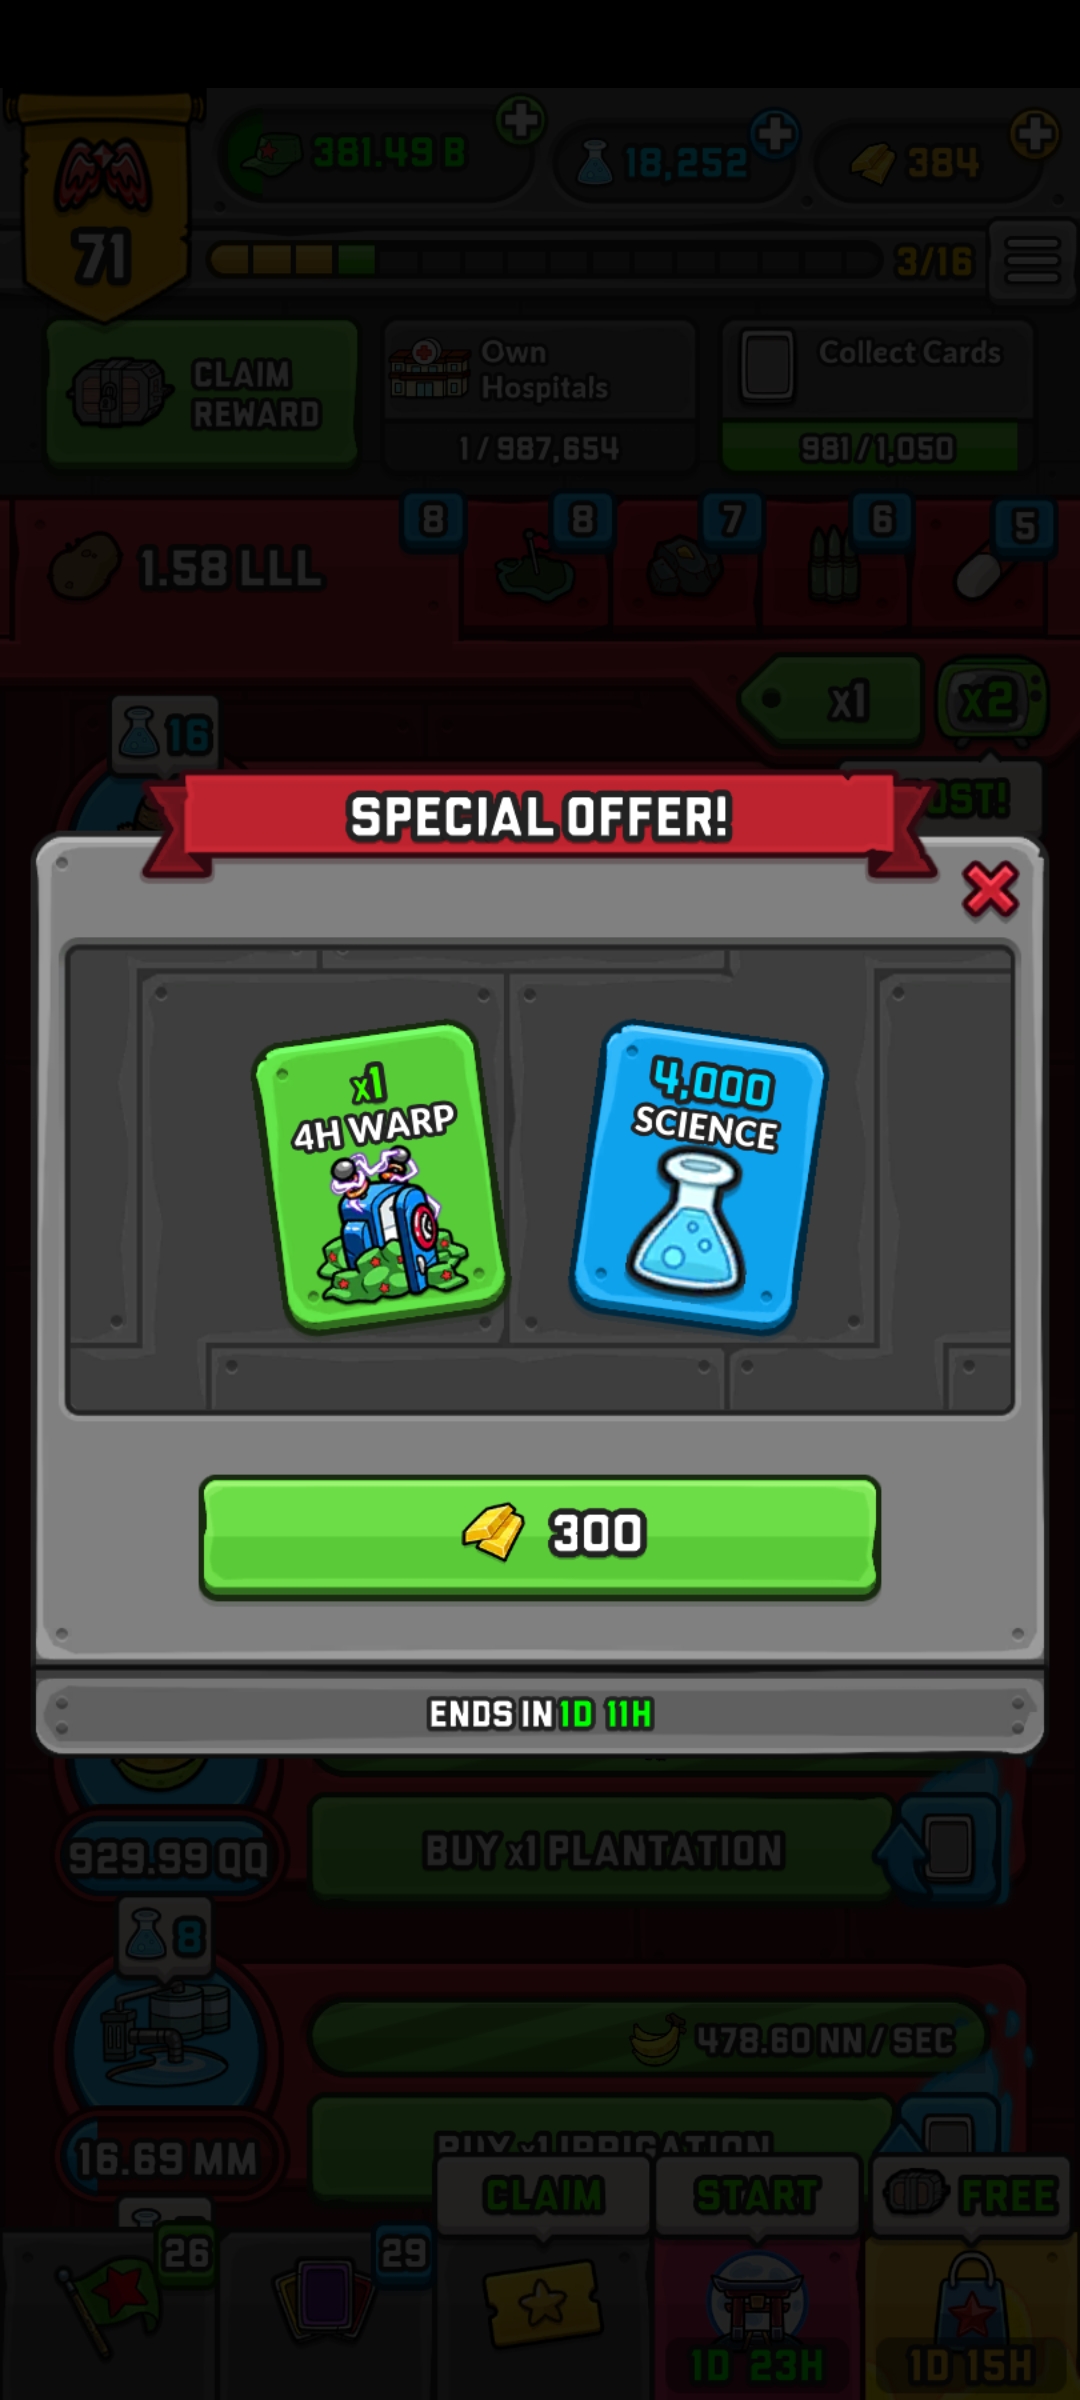 381.49 B
18,252
384
71
3/16
CLAIM
REWARD
Own
Hospitals
1 / 987,654
Collect Cards
981 / 1,050
1.58 LLL
8
8
7
6
5
x1
x2
16
SPECIAL OFFER!
x1
4H WARP
4,000
SCIENCE
300
ENDS IN 1D 11H
929.99 QQ
BUY x1 PLANTATION
8
478.60 NN / SEC
16.69 MM
BUY x1 IRRIGATION
CLAIM
START
FREE
26
29
1D 23H
1D 15H